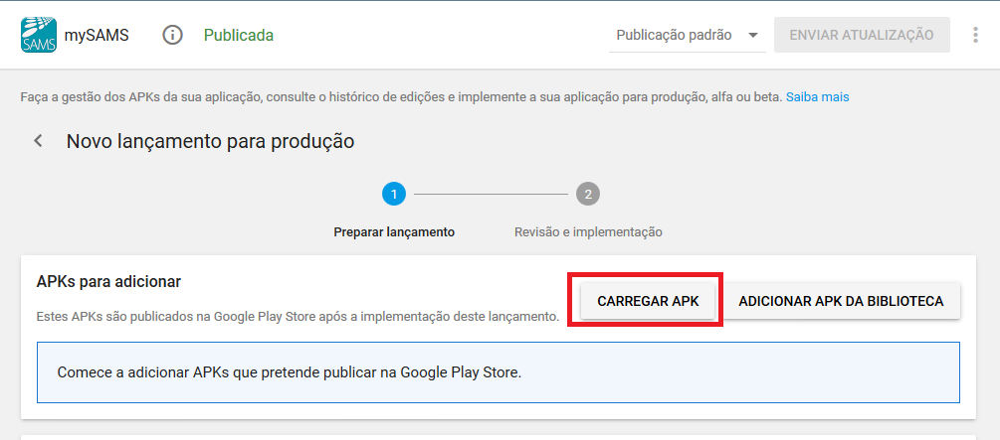 SAMS
mySAMS
Publicada
Publicação padrão
ENVIAR ATUALIZAÇÃO
Faça a gestão dos APKs da sua aplicação, consulte o histórico de edições e implemente a sua aplicação para produção, alfa ou beta. Saiba mais
Novo lançamento para produção
1
2
Preparar lançamento
Revisão e implementação
APKs para adicionar
CARREGAR APK
ADICIONAR APK DA BIBLIOTECA
Estes APKs são publicados na Google Play Store após a implementação deste lançamento.
Comece a adicionar APKs que pretende publicar na Google Play Store.